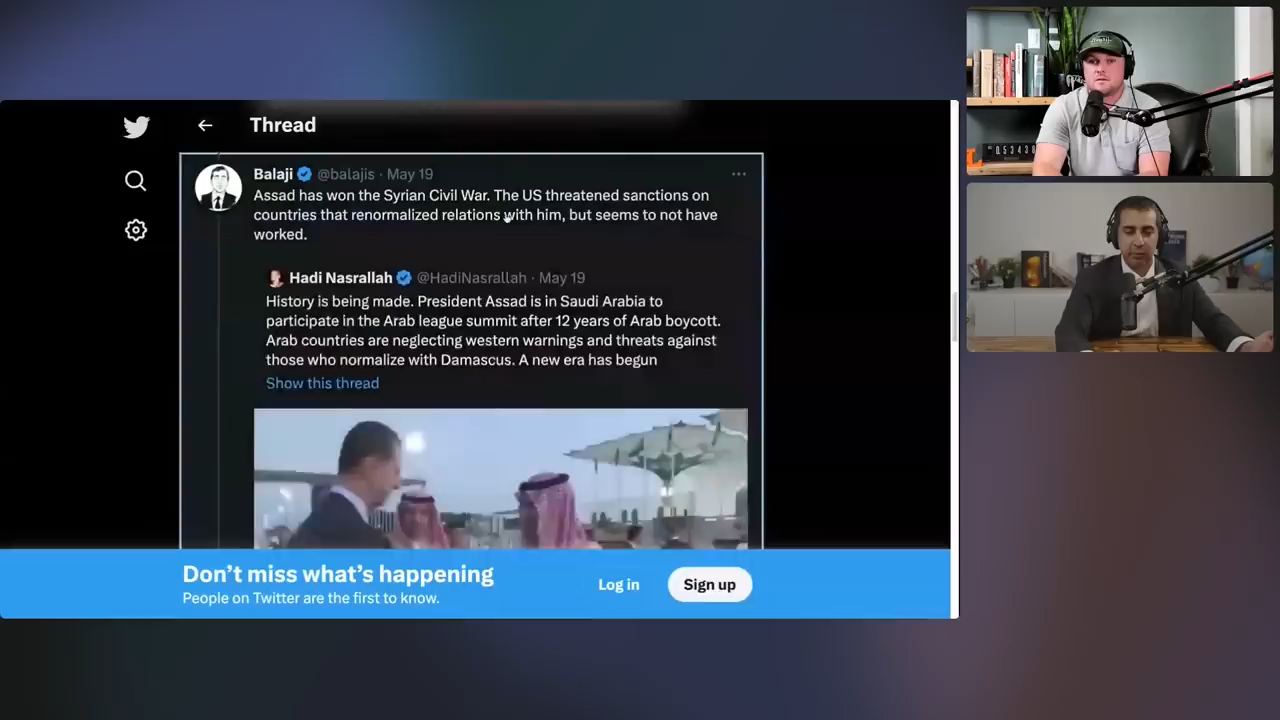 Thread
Balaji @balajis · May 19
Assad has won the Syrian Civil War. The US threatened sanctions on
countries that renormalized relations with him, but seems to not have
worked.
Hadi Nasrallah @HadiNasrallah · May 19
History is being made. President Assad is in Saudi Arabia to
participate in the Arab league summit after 12 years of Arab boycott.
Arab countries are neglecting western warnings and threats against
those who normalize with Damascus. A new era has begun
Show this thread
Don’t miss what’s happening
People on Twitter are the first to know.
Log in
Sign up